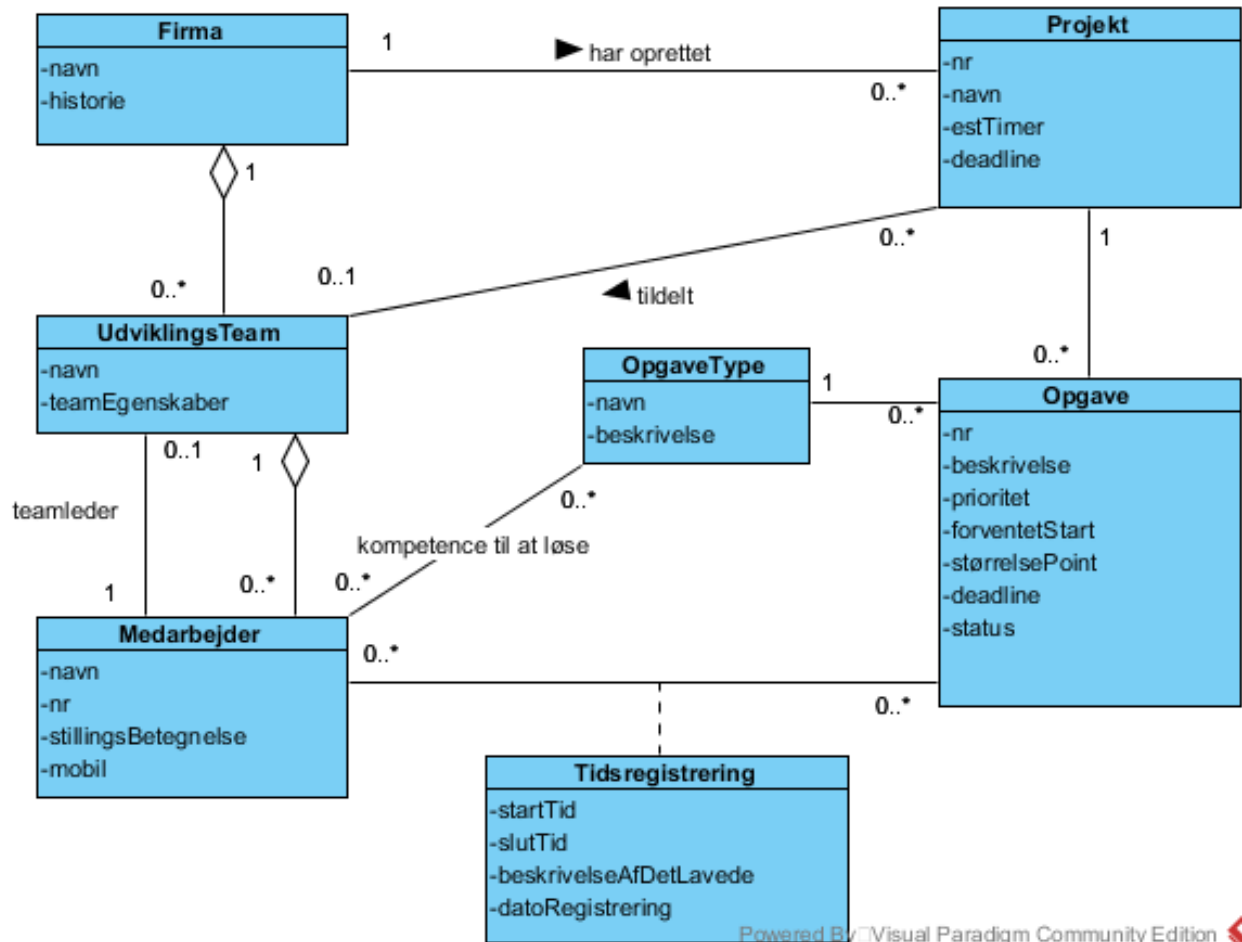 Firma
-navn
-historie
1
har oprettet
0..*
Projekt
-nr
-navn
-estTimer
-deadline
1
0..*
0..1
tildelt
0..*
1
0..*
UdviklingsTeam
-navn
-teamEgenskaber
OpgaveType
-navn
-beskrivelse
1
0..*
Opgave
-nr
-beskrivelse
-prioritet
-forventetStart
-størrelsePoint
-deadline
-status
0..1
1
teamleder
1
0..*
0..*
kompetence til at løse
0..*
Medarbejder
-navn
-nr
-stillingsBetegnelse
-mobil
0..*
0..*
Tidsregistrering
-startTid
-slutTid
-beskrivelseAfDetLavede
-datoRegistrering
Powered By Visual Paradigm Community Edition